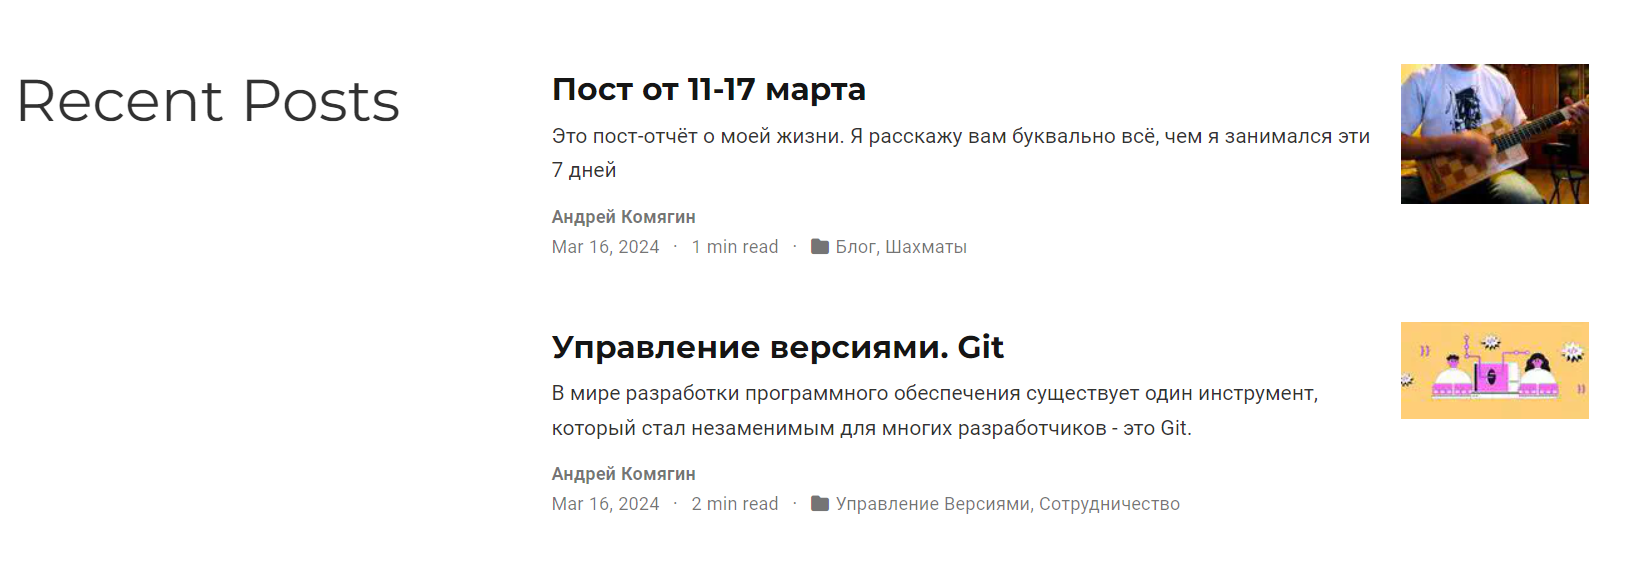 Recent Posts
Пост от 11-17 марта
Это пост-отчёт о моей жизни. Я расскажу вам буквально всё, чем я занимался эти
7 дней
Андрей Комягин
Mar 16, 2024 · 1 min read · Блог, Шахматы
Управление версиями. Git
В мире разработки программного обеспечения существует один инструмент,
который стал незаменимым для многих разработчиков - это Git.
Андрей Комягин
Mar 16, 2024 · 2 min read · Управление Версиями, Сотрудничество